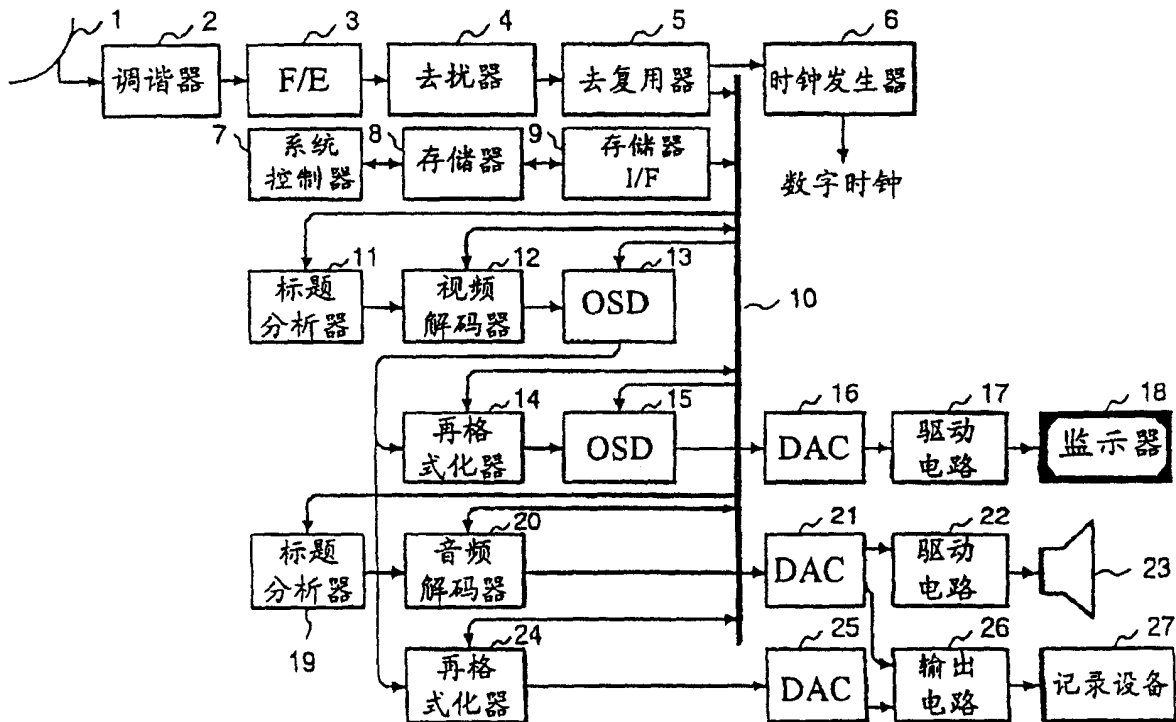 1 2 3 4 5 6
调谐器 F/E 去扰器 去复用器 时钟发生器
7 系统 8 存储器 9 存储器
控制器 I/F
数字时钟
11 12 13
标题 视频 OSD
分析器 解码器
10
14 15 16 17 18
再格 OSD DAC 驱动 监示器
式化器 电路
20 21 22
标题 音频 DAC 驱动
分析器 解码器 电路
23
19 24 25 26 27
再格 DAC 输出 记录设备
式化器 电路